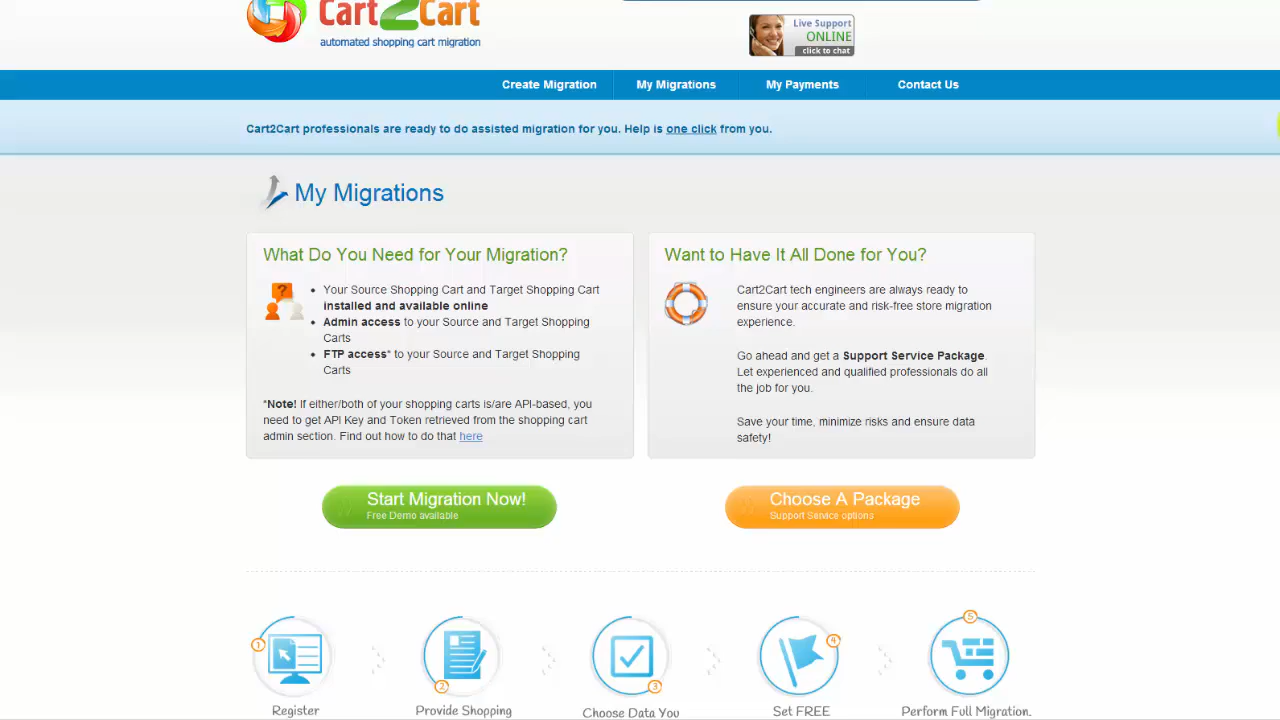 Cart2Cart
automated shopping cart migration
Live Support
ONLINE
click to chat
Create Migration My Migrations My Payments Contact Us
Cart2Cart professionals are ready to do assisted migration for you. Help is one click from you.
My Migrations
What Do You Need for Your Migration?
• Your Source Shopping Cart and Target Shopping Cart
installed and available online
• Admin access to your Source and Target Shopping
Carts
• FTP access* to your Source and Target Shopping
Carts
*Note! If either/both of your shopping carts is/are API-based, you
need to get API Key and Token retrieved from the shopping cart
admin section. Find out how to do that here
Want to Have It All Done for You?
Cart2Cart tech engineers are always ready to
ensure your accurate and risk-free store migration
experience.
Go ahead and get a Support Service Package.
Let experienced and qualified professionals do all
the job for you.
Save your time, minimize risks and ensure data
safety!
Start Migration Now!
Free Demo available
Choose A Package
Support Service options
1
2
3
4
5
Register
Provide Shopping
Choose Data You
Set FREE
Perform Full Migration.